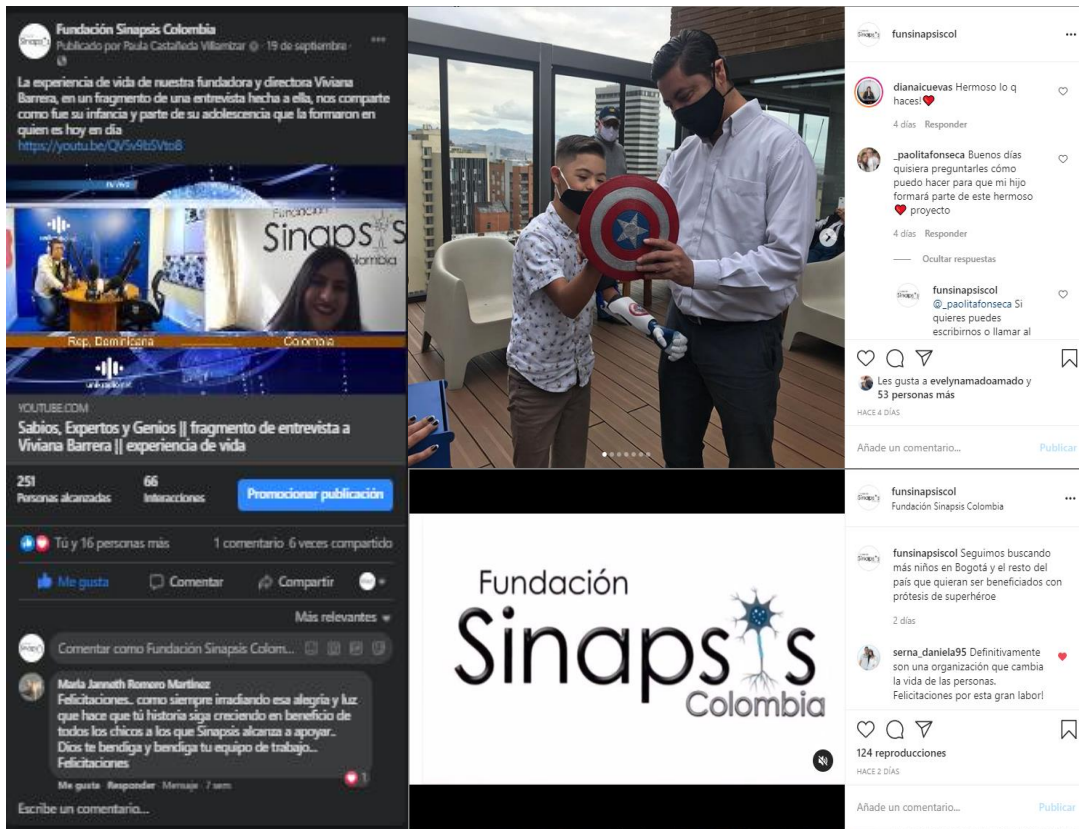 Fundación Sinapsis Colombia
Publicado por Paula Castañeda Villamizar · 19 de septiembre ·
La experiencia de vida de nuestra fundadora y directora Viviana
Barrera, en un fragmento de una entrevista hecha a ella, nos comparte
como fue su infancia y parte de su adolescencia que la formaron en
quien es hoy en día
https://youtu.be/QV5v9bSVto8
Fundación
Sinapsis
Colombia
Rep. Dominicana
Colombia
YOUTUBE.COM
Sabios, Expertos y Genios || fragmento de entrevista a
Viviana Barrera || experiencia de vida
251
Personas alcanzadas
66
Interacciones
Promocionar publicación
Tú y 16 personas más
1 comentario 6 veces compartido
Me gusta
Comentar
Compartir
Más relevantes
Comentar como Fundación Sinapsis Colom...
María Janneth Romero Martínez
Felicitaciones.. como siempre irradiando esa alegría y luz
que hace que tú historia siga creciendo en beneficio de
todos los chicos a los que Sinapsis alcanza a apoyar..
Dios te bendiga y bendiga tu equipo de trabajo...
Felicitaciones
1
Me gusta Responder Mensaje 7 sem
Escribe un comentario...
funsinapsiscol
dianaicuevas Hermoso lo q
haces!❤
4 días Responder
_paolitafonseca Buenos días
quisiera preguntarles cómo
puedo hacer para que mi hijo
formará parte de este hermoso
❤ proyecto
4 días Responder
Ocultar respuestas
funsinapsiscol
@_paolitafonseca Si
quieres puedes
escribirnos o llamar al
Les gusta a evelynamadoamado y
53 personas más
HACE 4 DÍAS
Añade un comentario...
Publicar
Fundación
Sinapsis
Colombia
funsinapsiscol
Fundación Sinapsis Colombia
funsinapsiscol Seguimos buscando
más niños en Bogotá y el resto del
país que quieran ser beneficiados con
prótesis de superhéroe
2 días
serna_daniela95 Definitivamente
son una organización que cambia
la vida de las personas.
Felicitaciones por esta gran labor!
124 reproducciones
HACE 2 DÍAS
Añade un comentario...
Publicar